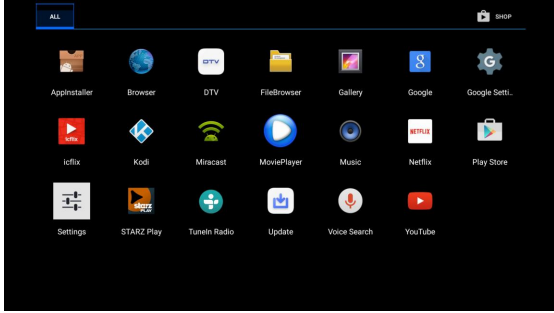 ALL
SHOP
DTV
AppInstaller
Browser
DTV
FileBrowser
Gallery
Google
Google Setti..
icflix
NETFLIX
icflix
Kodi
Miracast
MoviePlayer
Music
Netflix
Play Store
starz
PLAY
Settings
STARZ Play
TuneIn Radio
Update
Voice Search
YouTube